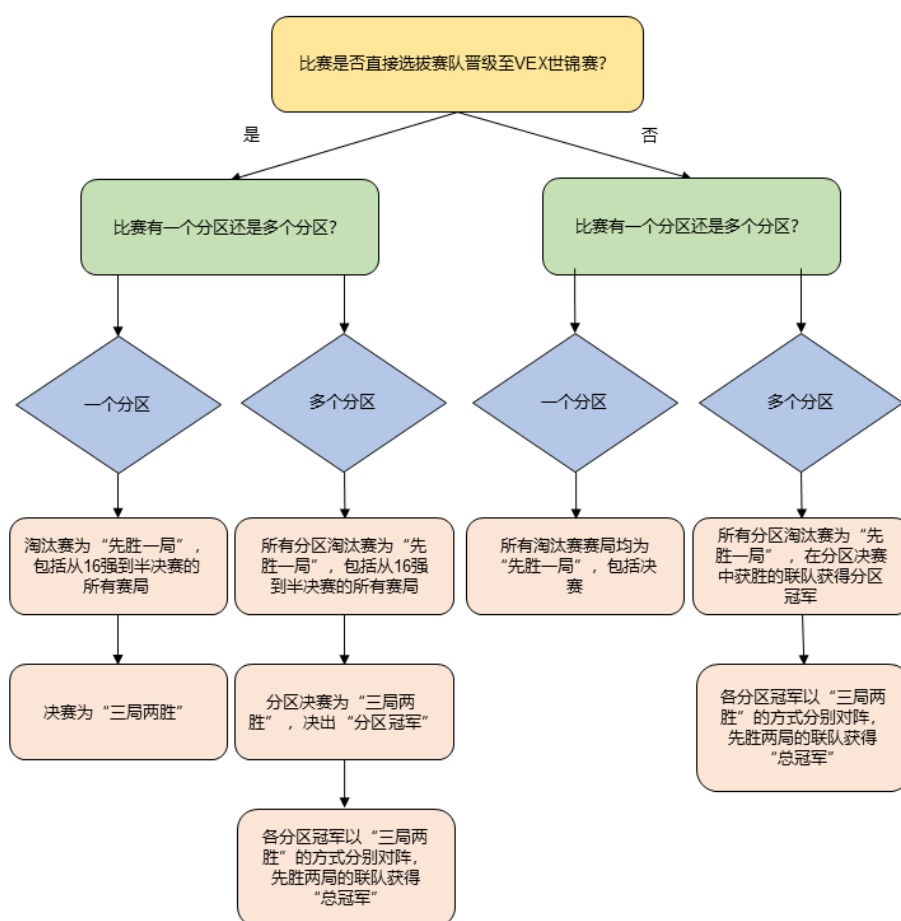 比赛是否直接选拔赛队晋级至VEX世锦赛？
是
否
比赛有一个分区还是多个分区？
比赛有一个分区还是多个分区？
一个分区
多个分区
一个分区
多个分区
淘汰赛为“先胜一局”，
包括从16强到半决赛的
所有赛局
所有分区淘汰赛为“先
胜一局”，包括从16强
到半决赛的所有赛局
所有淘汰赛赛局均为
“先胜一局”，包括决
赛
所有分区淘汰赛为“先
胜一局”，在分区决赛
中获胜的联队获得分区
冠军
决赛为“三局两胜”
分区决赛为“三局两
胜”，决出“分区冠军”
各分区冠军以“三局两
胜”的方式分别对阵，
先胜两局的联队获得
“总冠军”
各分区冠军以“三局两
胜”的方式分别对阵，
先胜两局的联队获得
“总冠军”